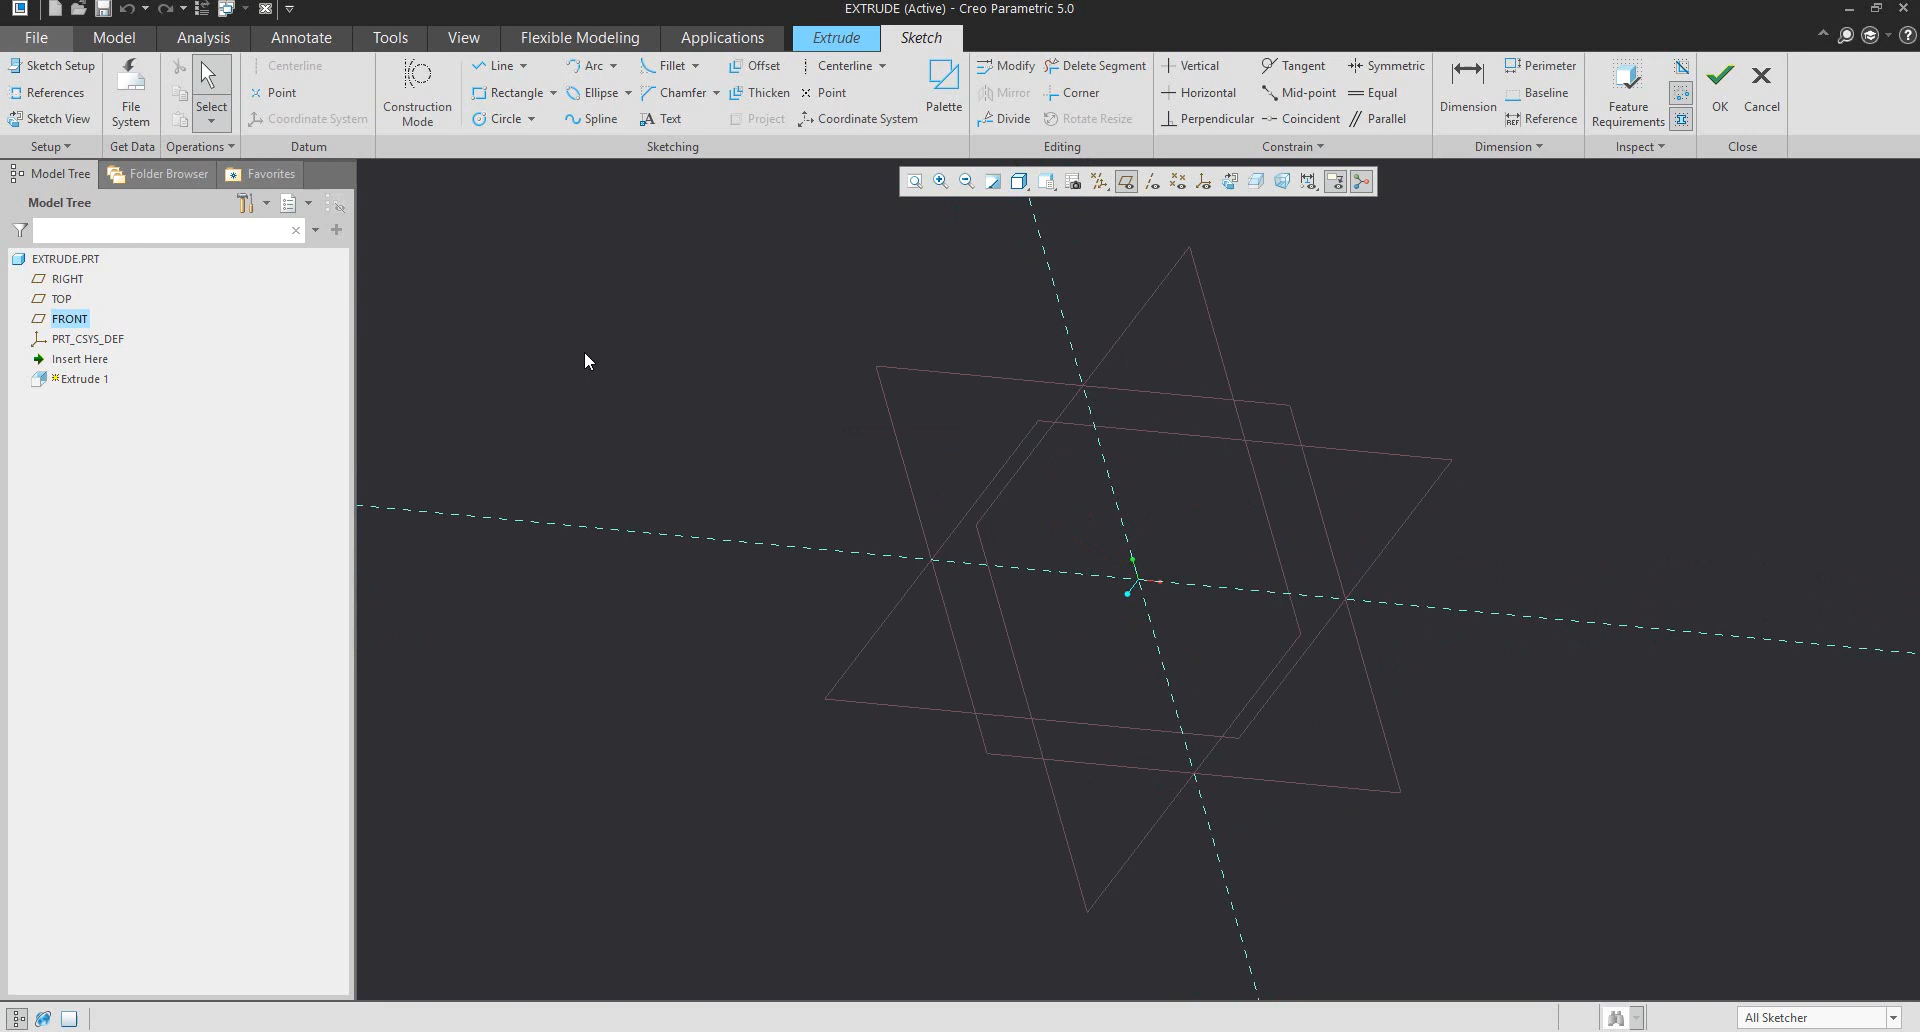 EXTRUDE (Active) - Creo Parametric 5.0
File Model Analysis Annotate Tools View Flexible Modeling Applications Extrude Sketch
Sketch Setup
References
Sketch View
Setup
File System
Get Data
Select
Operations
Centerline
Point
Coordinate System
Datum
Construction Mode
Line Arc Fillet Offset Centerline
Rectangle Ellipse Chamfer Thicken Point
Circle Spline Text Project Coordinate System
Palette
Sketching
Modify Delete Segment
Mirror Corner
Divide Rotate Resize
Editing
Vertical Tangent Symmetric
Horizontal Mid-point Equal
Perpendicular Coincident Parallel
Constrain
Dimension
Perimeter
Baseline
REF Reference
Dimension
Feature Requirements
Inspect
OK Cancel
Close
Model Tree Folder Browser Favorites
Model Tree
EXTRUDE.PRT
RIGHT
TOP
FRONT
PRT_CSYS_DEF
Insert Here
Extrude 1
All Sketcher